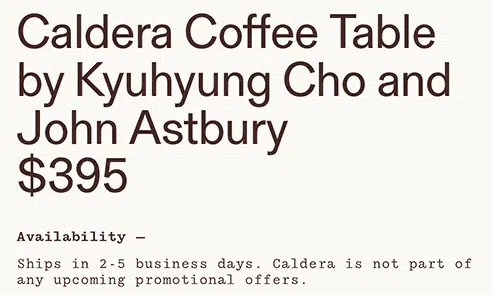 Caldera Coffee Table
by Kyuhyung Cho and
John Astbury
$395
Availability —
Ships in 2-5 business days. Caldera is not part of
any upcoming promotional offers.